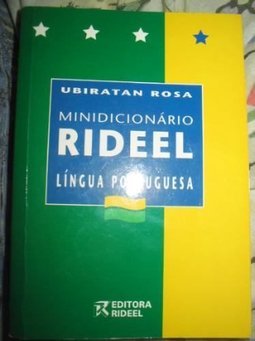 UBIRATAN ROSA
MINIDICIONÁRIO
RIDEEL
LÍNGUA PORTUGUESA
EDITORA
RIDEEL